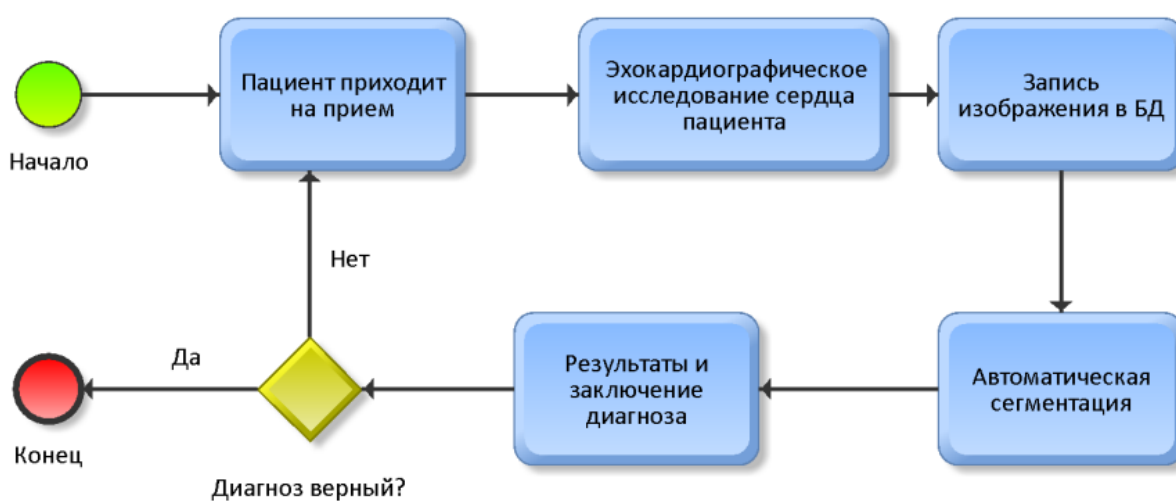 Начало
Пациент приходит
на прием
Эхокардиографическое
исследование сердца
пациента
Запись
изображения в БД
Автоматическая
сегментация
Результаты и
заключение
диагноза
Диагноз верный?
Нет
Да
Конец